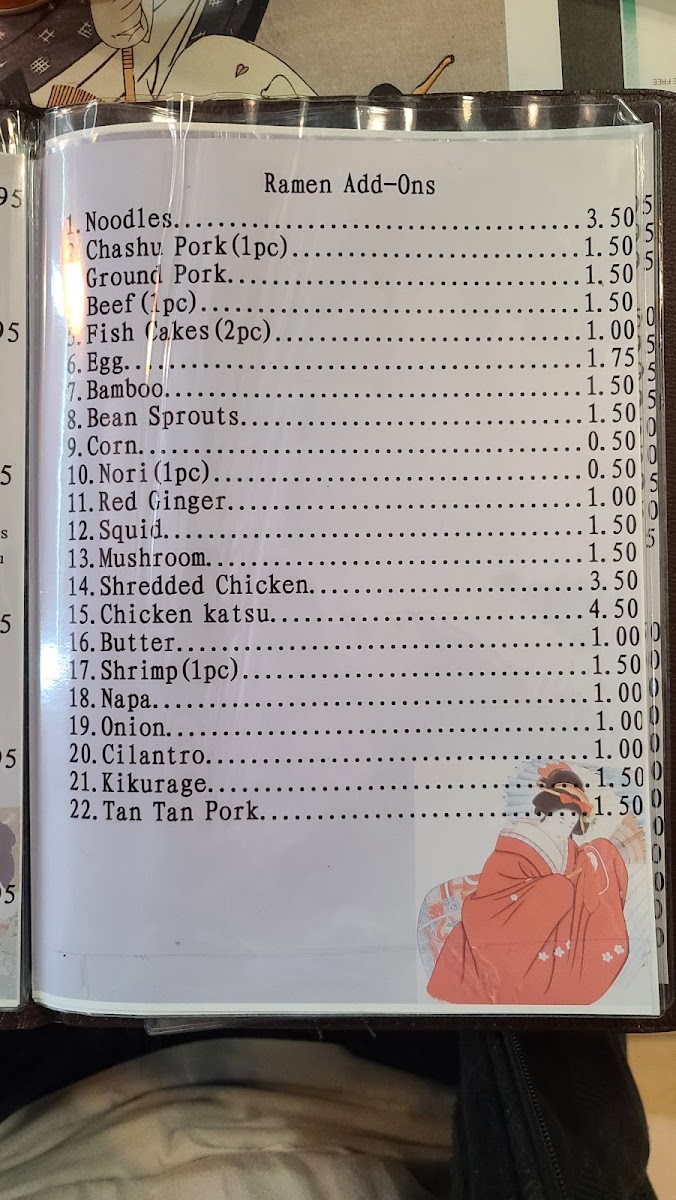 Ramen Add-Ons
1. Noodles........................................3.50
2. Chashu Pork(1pc)............................1.50
Ground Pork...................................1.50
Beef(1pc)......................................1.50
5. Fish Cakes(2pc).............................1.00
6. Egg............................................1.75
7. Bamboo........................................1.50
8. Bean Sprouts.................................1.50
9. Corn...........................................0.50
10. Nori(1pc)....................................0.50
11. Red Ginger...................................1.00
12. Squid.........................................1.50
13. Mushroom.....................................1.50
14. Shredded Chicken............................3.50
15. Chicken katsu................................4.50
16. Butter........................................1.00
17. Shrimp(1pc)..................................1.50
18. Napa..........................................1.00
19. Onion.........................................1.00
20. Cilantro......................................1.00
21. Kikurage......................................1.50
22. Tan Tan Pork.................................1.50